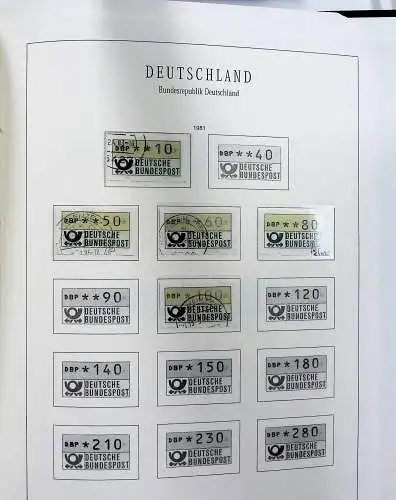 DEUTSCHLAND
Bundesrepublik Deutschland
1981
DBP **10
DEUTSCHE
BUNDESPOST
DBP **40
DEUTSCHE
BUNDESPOST
DBP **50
DEUTSCHE
BUNDESPOST
**60
DEUTSCHE
BUNDESPOST
DBP **80
DEUTSCHE
BUNDESPOST
DBP **90
DEUTSCHE
BUNDESPOST
DBP *100
DEUTSCHE
BUNDESPOST
DBP *120
DEUTSCHE
BUNDESPOST
DBP *140
DEUTSCHE
BUNDESPOST
DBP *150
DEUTSCHE
BUNDESPOST
DBP *180
DEUTSCHE
BUNDESPOST
DBP *210
DEUTSCHE
BUNDESPOST
DBP *230
DEUTSCHE
BUNDESPOST
DBP *280
DEUTSCHE
BUNDESPOST